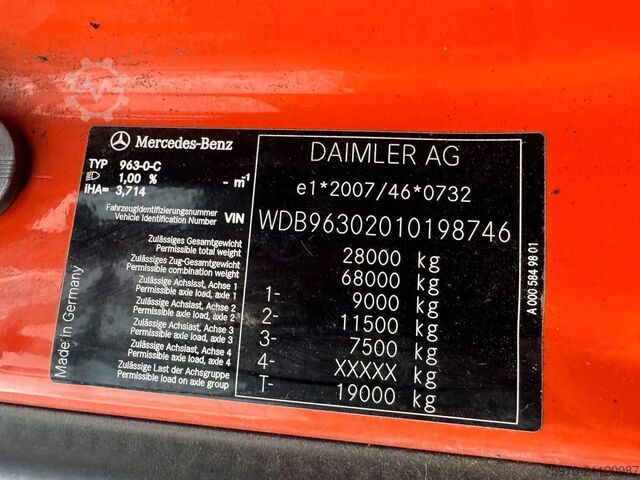 Mercedes-Benz
TYP 963-0-C
1,00 % - m-1
iHA= 3,714
Fahrzeugidentifizierungsnummer
Vehicle Identification Number VIN
DAIMLER AG
e1*2007/46*0732
WDB96302010198746
Zulässiges Gesamtgewicht
Permissible total weight 28000 kg
Zulässiges Zug-Gesamtgewicht
Permissible combination weight 68000 kg
Zulässige Achslast, Achse 1
Permissible axle load, axle 1 1- 9000 kg
Zulässige Achslast, Achse 2
Permissible axle load, axle 2 2- 11500 kg
Zulässige Achslast, Achse 3
Permissible axle load, axle 3 3- 7500 kg
Zulässige Achslast, Achse 4
Permissible axle load, axle 4 4- XXXXX kg
Zulässige Last der Achsgruppe
Permissible load on axle group T- 19000 kg
Made in Germany
A 000 584 98 01